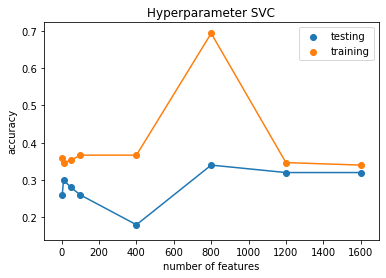 Hyperparameter SVC
testing
training
accuracy
0.7
0.6
0.5
0.4
0.3
0.2
0 200 400 600 800 1000 1200 1400 1600
number of features